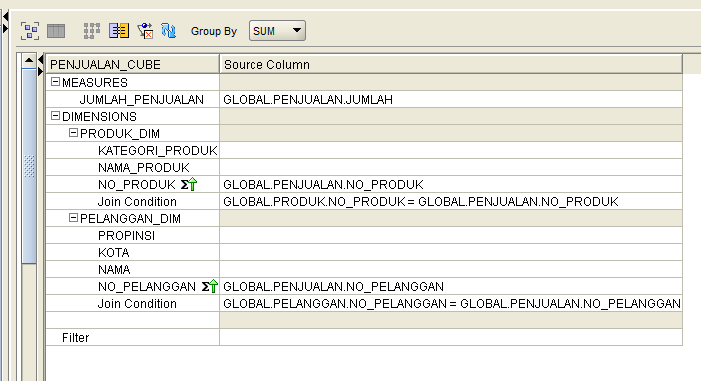 Group By SUM
PENJUALAN_CUBE Source Column
MEASURES
JUMLAH_PENJUALAN GLOBAL.PENJUALAN.JUMLAH
DIMENSIONS
PRODUK_DIM
KATEGORI_PRODUK
NAMA_PRODUK
NO_PRODUK Σ GLOBAL.PENJUALAN.NO_PRODUK
Join Condition GLOBAL.PRODUK.NO_PRODUK = GLOBAL.PENJUALAN.NO_PRODUK
PELANGGAN_DIM
PROPINSI
KOTA
NAMA
NO_PELANGGAN Σ GLOBAL.PENJUALAN.NO_PELANGGAN
Join Condition GLOBAL.PELANGGAN.NO_PELANGGAN = GLOBAL.PENJUALAN.NO_PELANGGAN
Filter